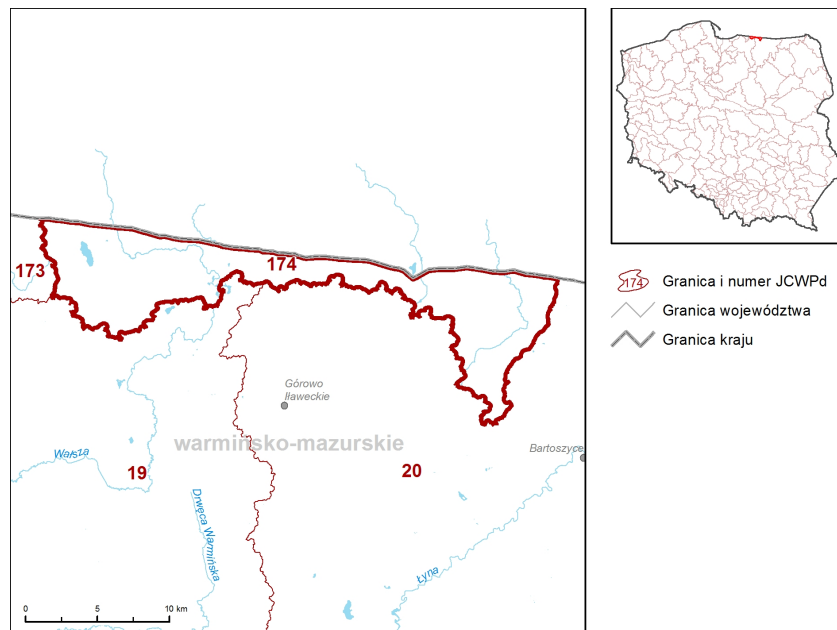 173
174
Górowo
Iławeckie
warmińsko-mazurskie
Bartoszyce
Wałsza
19
20
Drwęca Warmińska
Łyna
0 5 10 km
174 Granica i numer JCWPd
Granica województwa
Granica kraju